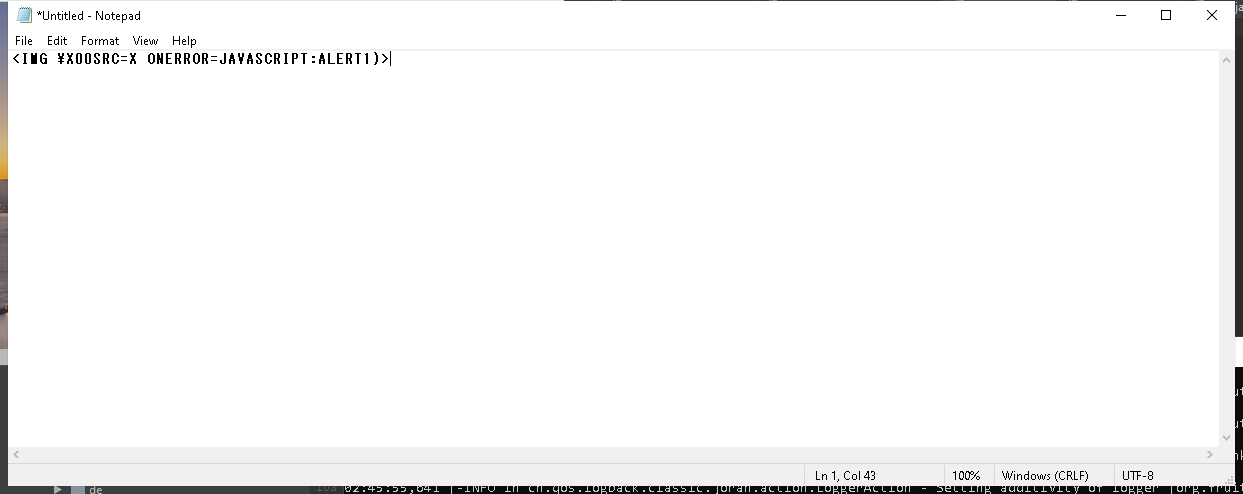 *Untitled - Notepad
File Edit Format View Help
<IMG ¥X00SRC=X ONERROR=JAVASCRIPT:ALERT1)>
Ln 1, Col 43 100% Windows (CRLF) UTF-8
de
02:45:55,641 |-INFO in ch.qos.logback.classic.joran.action.LoggerAction - Setting additivity of logger [org.fruit